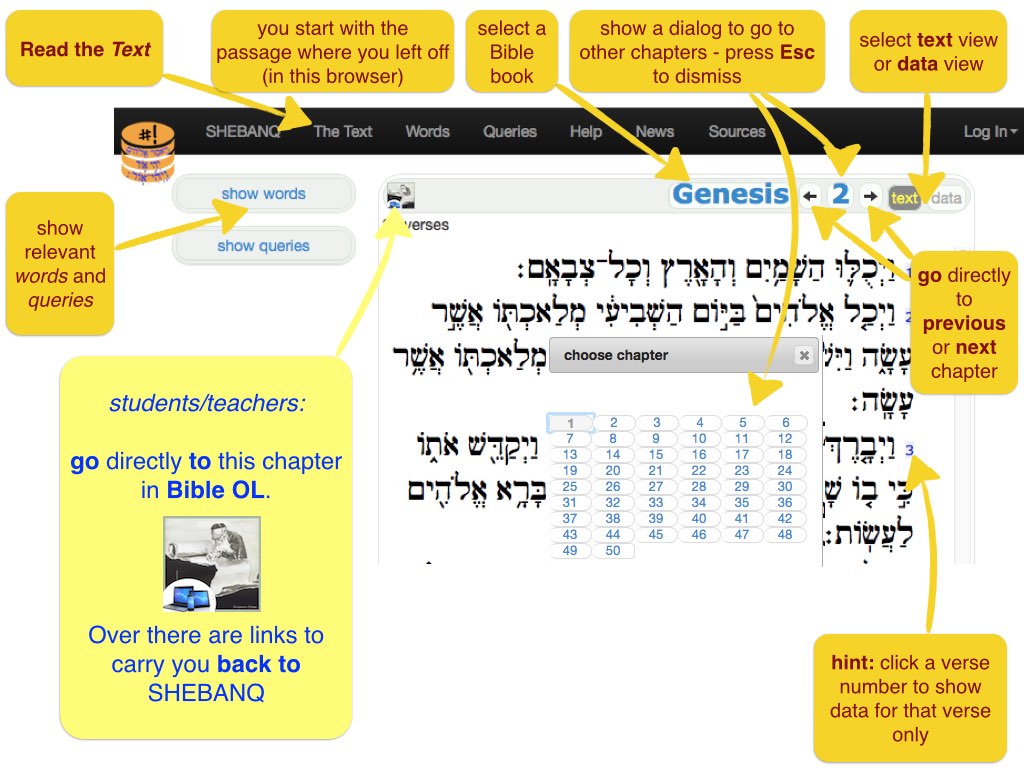 Read the Text
you start with the
passage where you left off
(in this browser)
select a
Bible
book
show a dialog to go to
other chapters - press Esc
to dismiss
select text view
or data view
#!
SHEBANQ The Text Words Queries Help News Sources Log In
show words
show queries
Genesis 2 text data
verses
show
relevant
words and
queries
1 וַיְכֻלּ֛וּ הַשָּׁמַ֥יִם וְהָאָ֖רֶץ וְכָל־צְבָאָֽם׃
2 וַיְכַ֤ל אֱלֹהִים֙ בַּיּ֣וֹם הַשְּׁבִיעִ֔י מְלַאכְתּ֖וֹ אֲשֶׁ֣ר
עָשָׂ֑ה מְלַאכְתּ֖וֹ אֲשֶׁ֥ר
עָשָֽׂה׃
3 וַיְבָ֤רֶךְ וַיְקַדֵּ֖שׁ אֹת֑וֹ
כִּ֣י ב֤וֹ בָּרָ֥א אֱלֹהִ֖ים
לַעֲשֽׂוֹת׃
choose chapter
1 2 3 4 5 6
7 8 9 10 11 12
13 14 15 16 17 18
19 20 21 22 23 24
25 26 27 28 29 30
31 32 33 34 35 36
37 38 39 40 41 42
43 44 45 46 47 48
49 50
go directly
to
previous
or next
chapter
students/teachers:
go directly to this chapter
in Bible OL.
Over there are links to
carry you back to
SHEBANQ
hint: click a verse
number to show
data for that verse
only